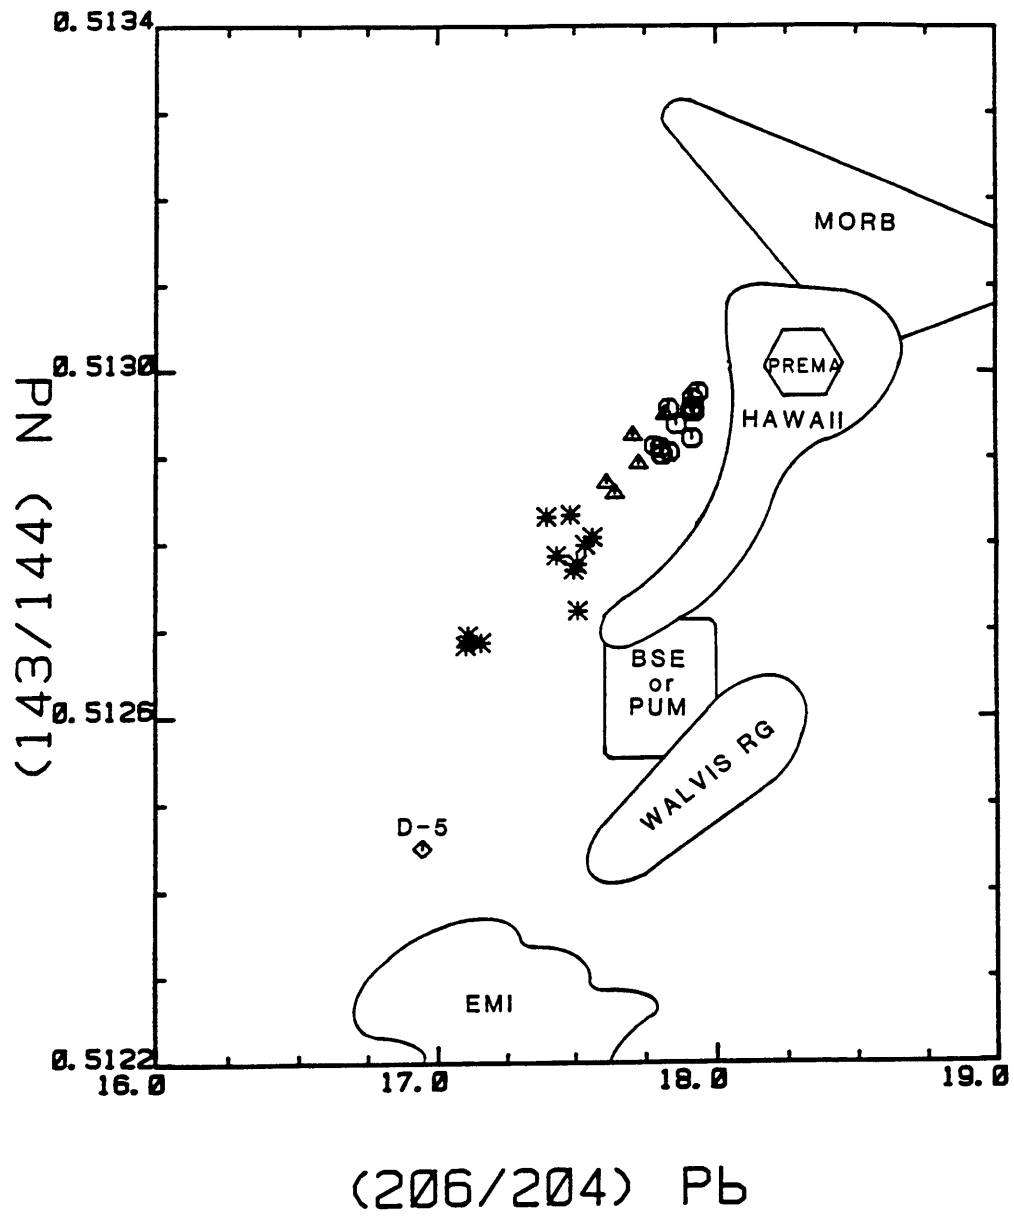 0.5134
MORB
0.5130
PREMA
HAWAII
(143/144) Nd
BSE
or
PUM
0.5126
WALVIS RG
D-5
EMI
0.5122
16.0 17.0 18.0 19.0
(206/204) Pb